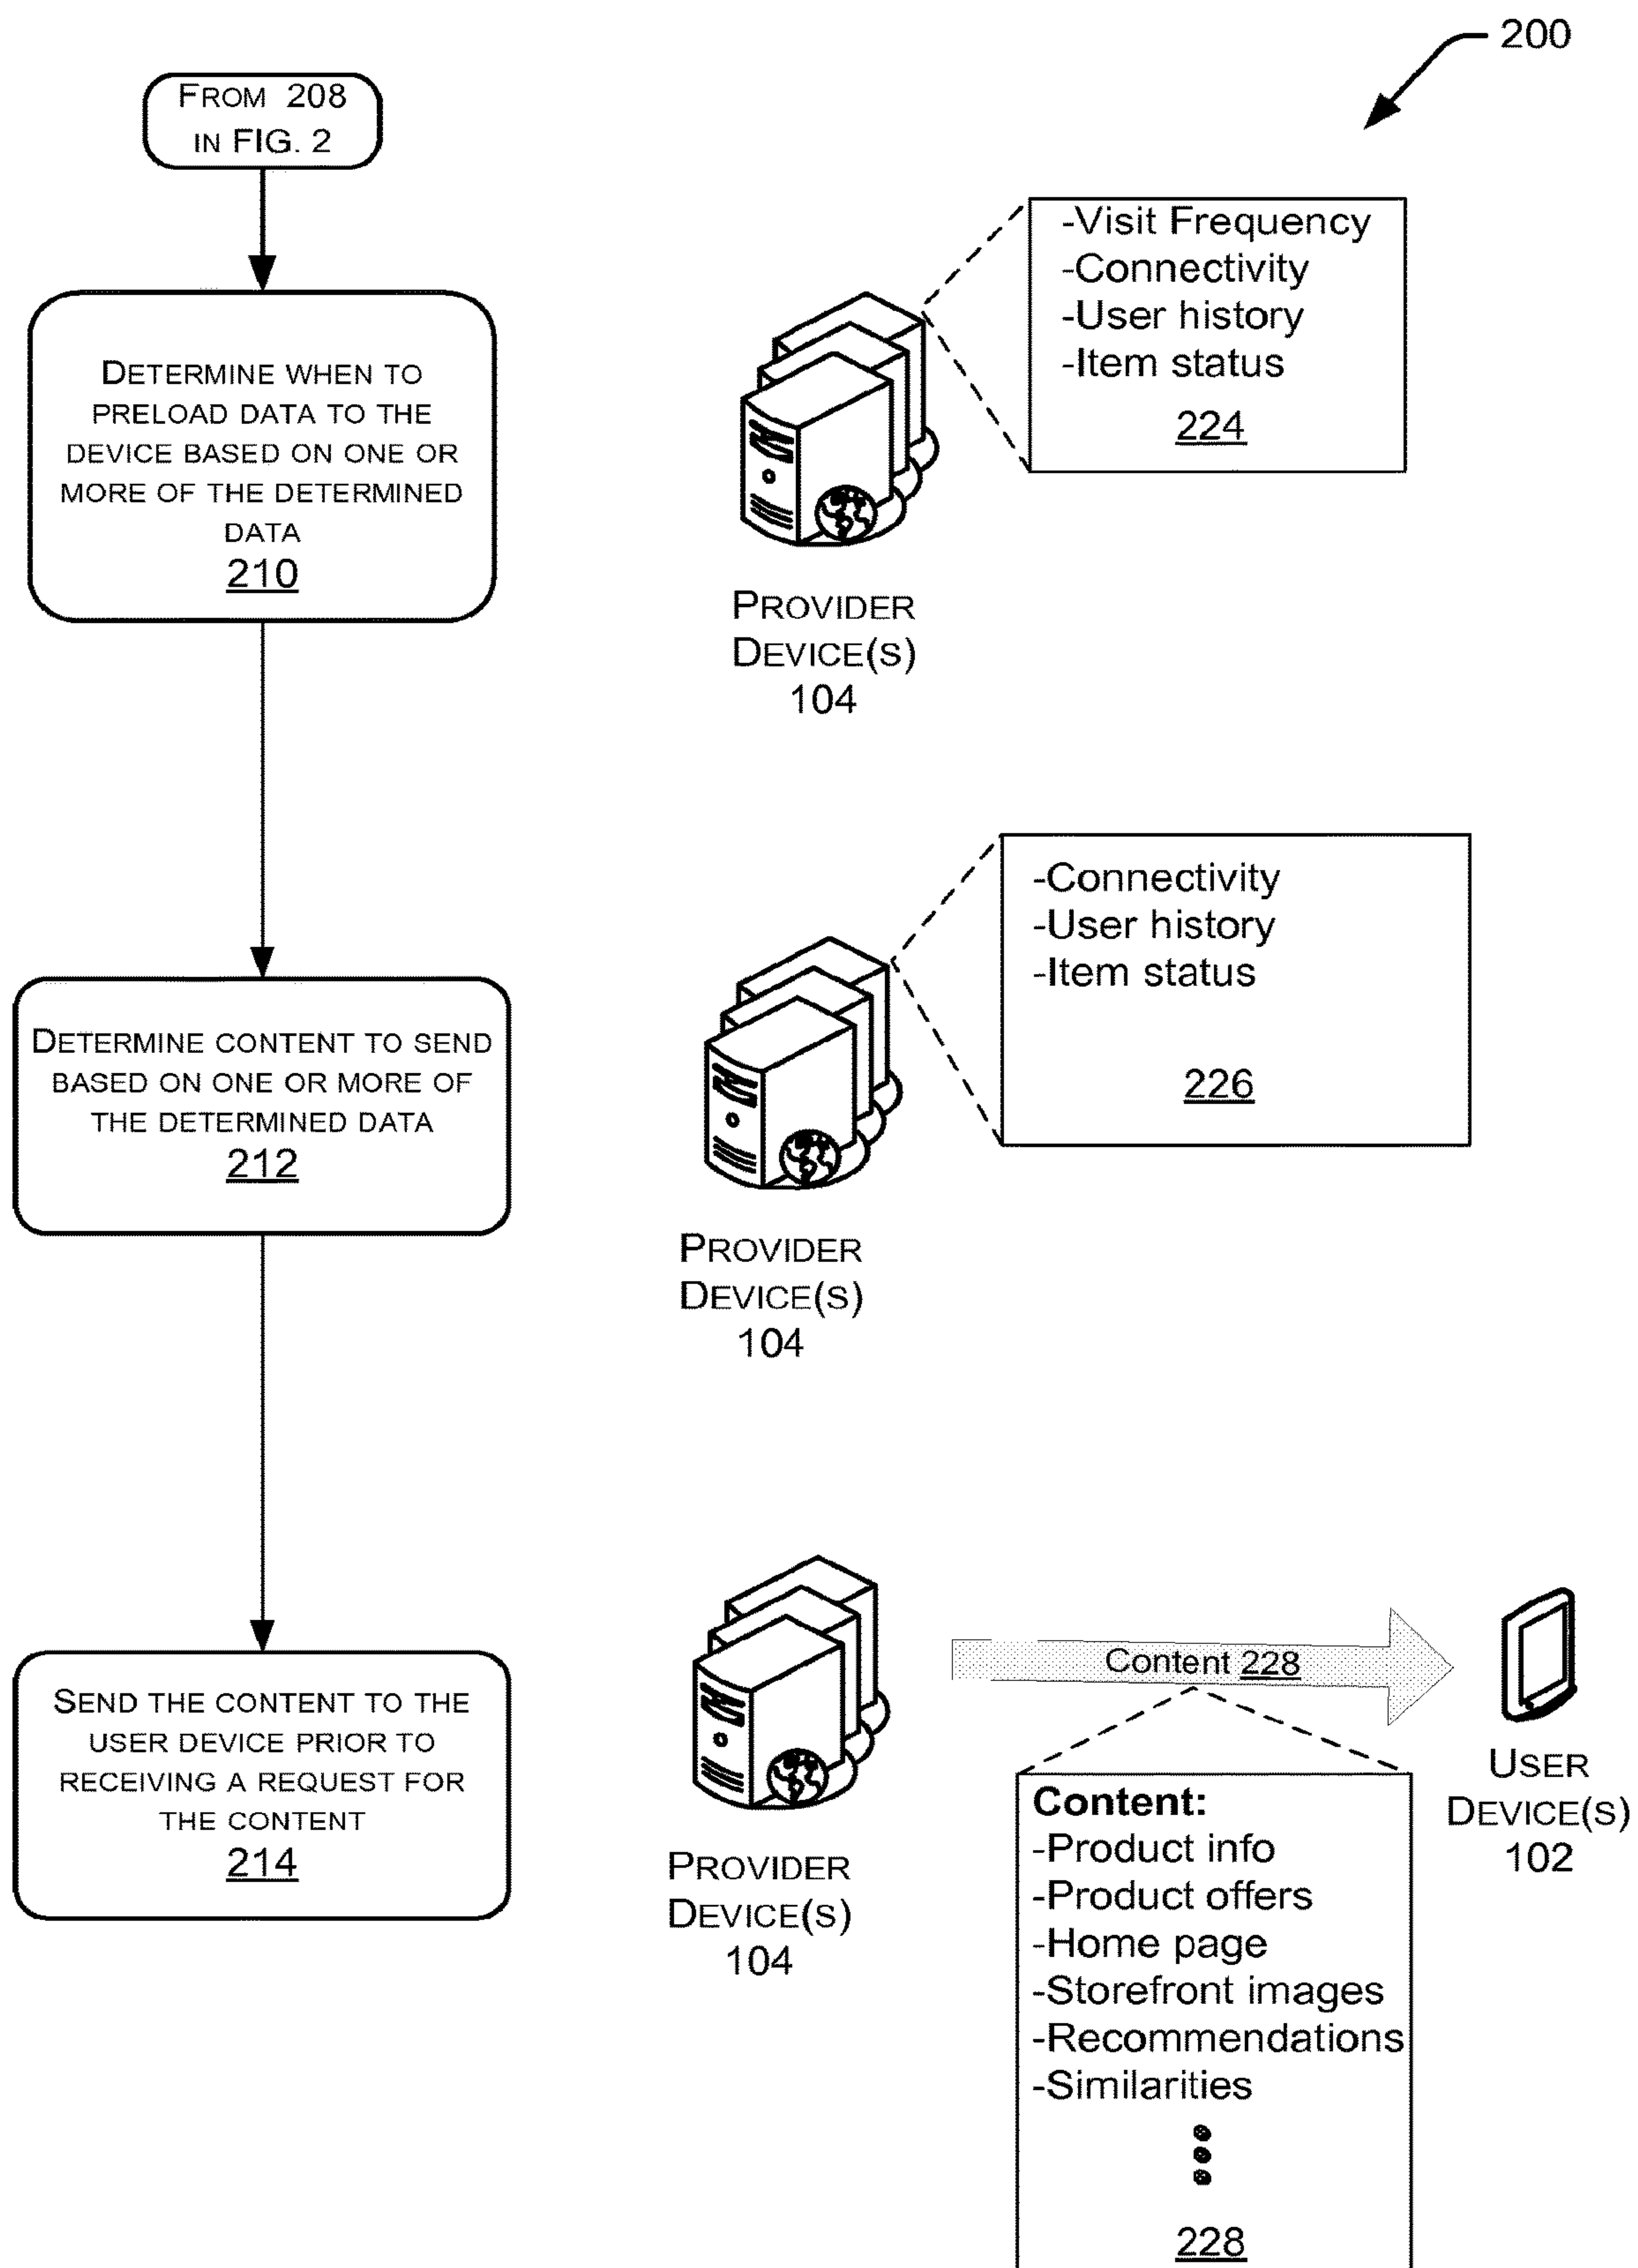 200
FROM 208
IN FIG. 2
-Visit Frequency
-Connectivity
-User history
-Item status
224
DETERMINE WHEN TO
PRELOAD DATA TO THE
DEVICE BASED ON ONE OR
MORE OF THE DETERMINED
DATA
210
PROVIDER
DEVICE(S)
104
-Connectivity
-User history
-Item status
226
DETERMINE CONTENT TO SEND
BASED ON ONE OR MORE OF
THE DETERMINED DATA
212
PROVIDER
DEVICE(S)
104
SEND THE CONTENT TO THE
USER DEVICE PRIOR TO
RECEIVING A REQUEST FOR
THE CONTENT
214
PROVIDER
DEVICE(S)
104
Content 228
USER
DEVICE(S)
102
Content:
-Product info
-Product offers
-Home page
-Storefront images
-Recommendations
-Similarities
228